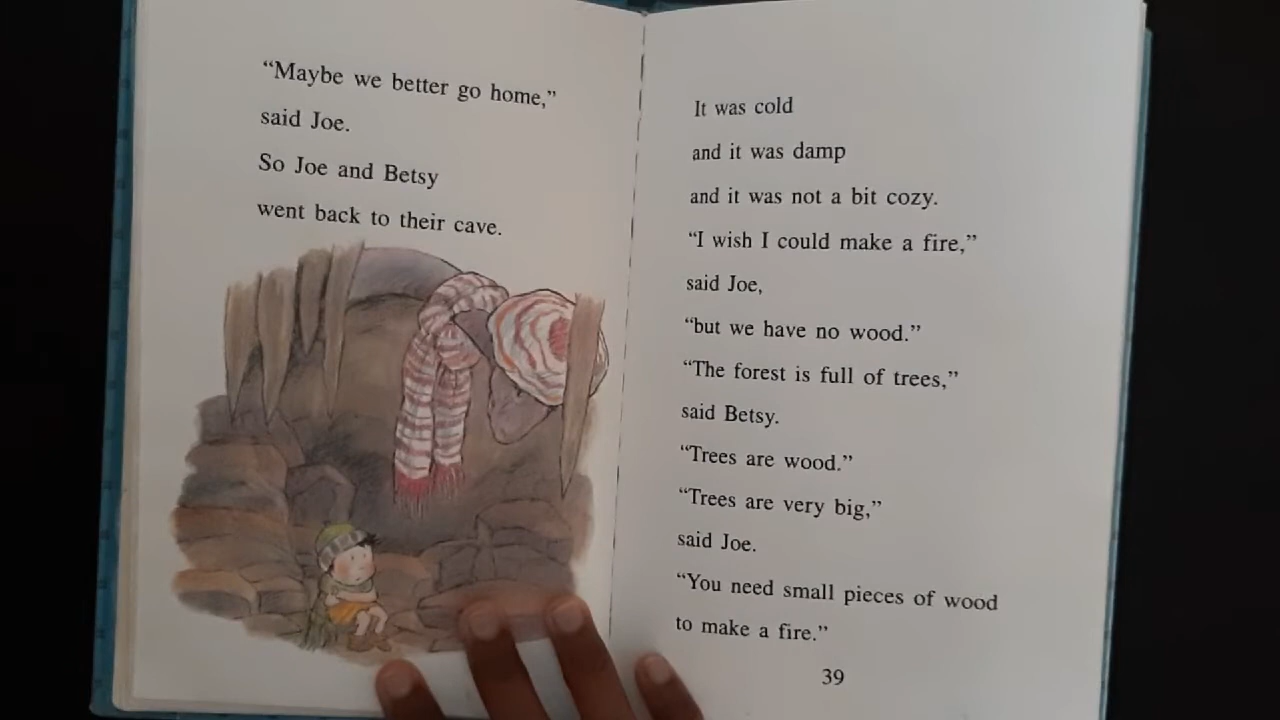 “Maybe we better go home,”
said Joe.
So Joe and Betsy
went back to their cave.
It was cold
and it was damp
and it was not a bit cozy.
“I wish I could make a fire,”
said Joe,
“but we have no wood.”
“The forest is full of trees,”
said Betsy.
“Trees are wood.”
“Trees are very big,”
said Joe.
“You need small pieces of wood
to make a fire.”
39